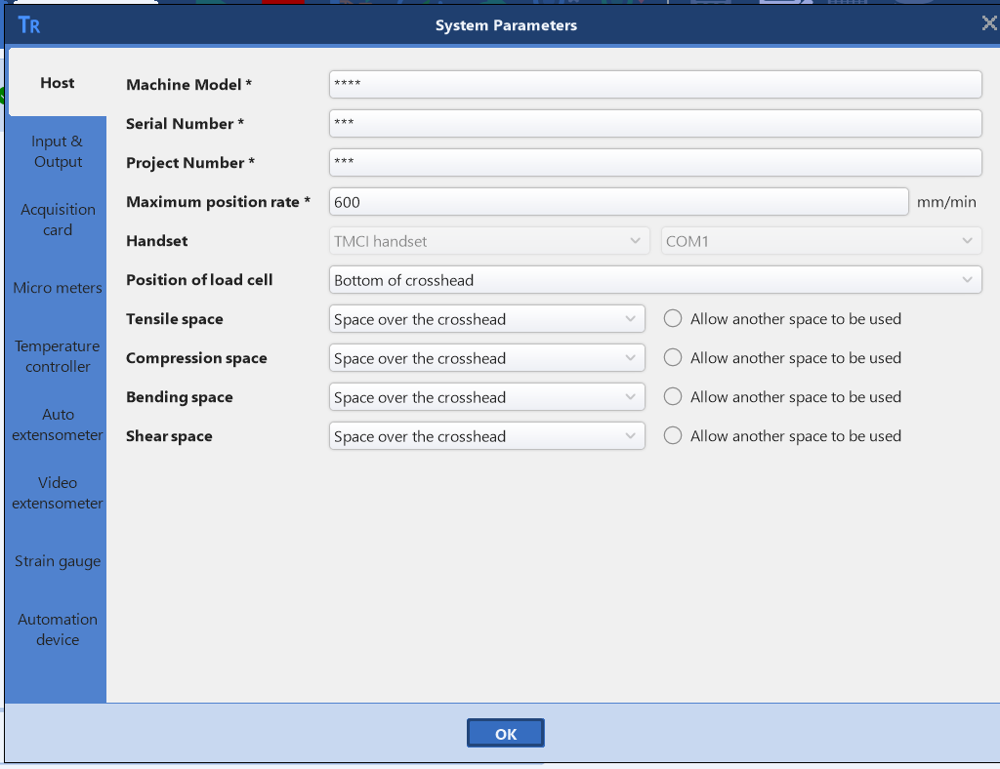 TR
System Parameters
Host
Machine Model * ****
Serial Number * ***
Project Number * ***
Maximum position rate * 600 mm/min
Handset TMCI handset COM1
Position of load cell Bottom of crosshead
Tensile space Space over the crosshead Allow another space to be used
Compression space Space over the crosshead Allow another space to be used
Bending space Space over the crosshead Allow another space to be used
Shear space Space over the crosshead Allow another space to be used
Input &
Output
Acquisition
card
Micro meters
Temperature
controller
Auto
extensometer
Video
extensometer
Strain gauge
Automation
device
OK